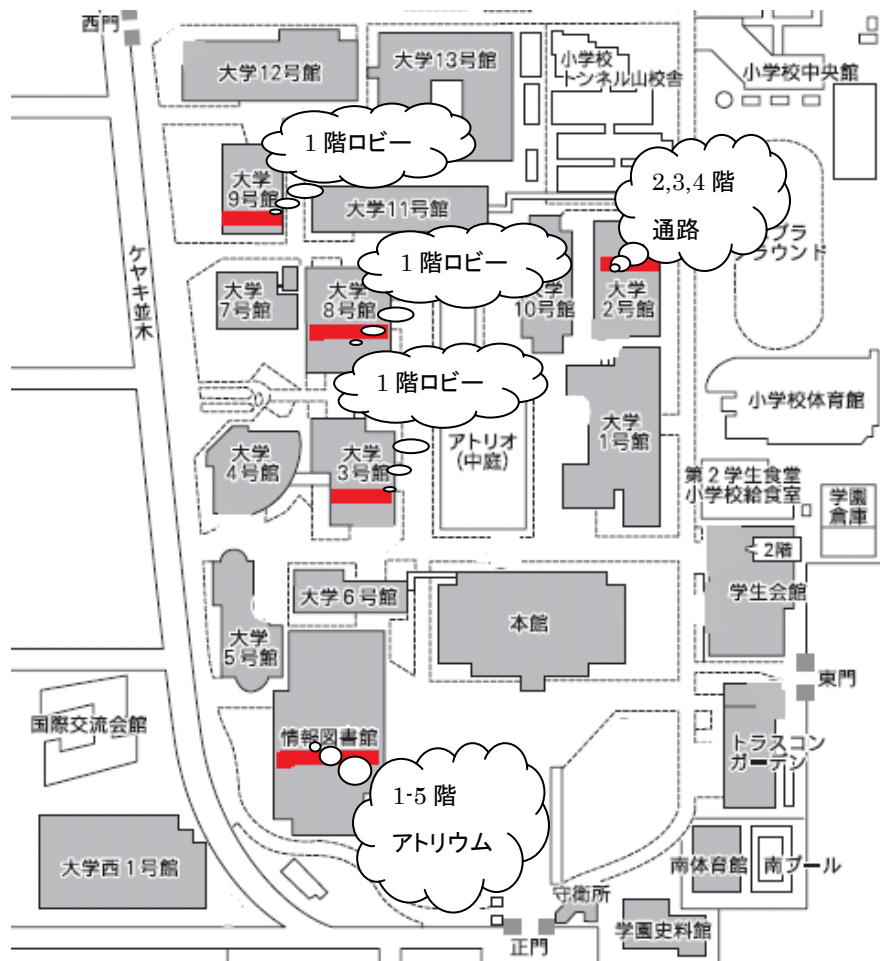 西門
大学12号館
大学13号館
小学校
トンネル山校舎
小学校中央館
1階ロビー
大学
9号館
大学11号館
2,3,4階
通路
ケヤキ並木
1階ロビー
大学
7号館
大学
8号館
大学
10号館
大学
2号館
プラ
ラウンド
1階ロビー
小学校体育館
大学
4号館
大学
3号館
アトリオ
(中庭)
大学
1号館
第2学生食堂
小学校給食室
学園
倉庫
2階
学生会館
大学6号館
本館
大学
5号館
東門
国際交流会館
情報図書館
トラスコン
ガーデン
1-5階
アトリウム
大学西1号館
南体育館
南プール
守衛所
正門
学園史料館